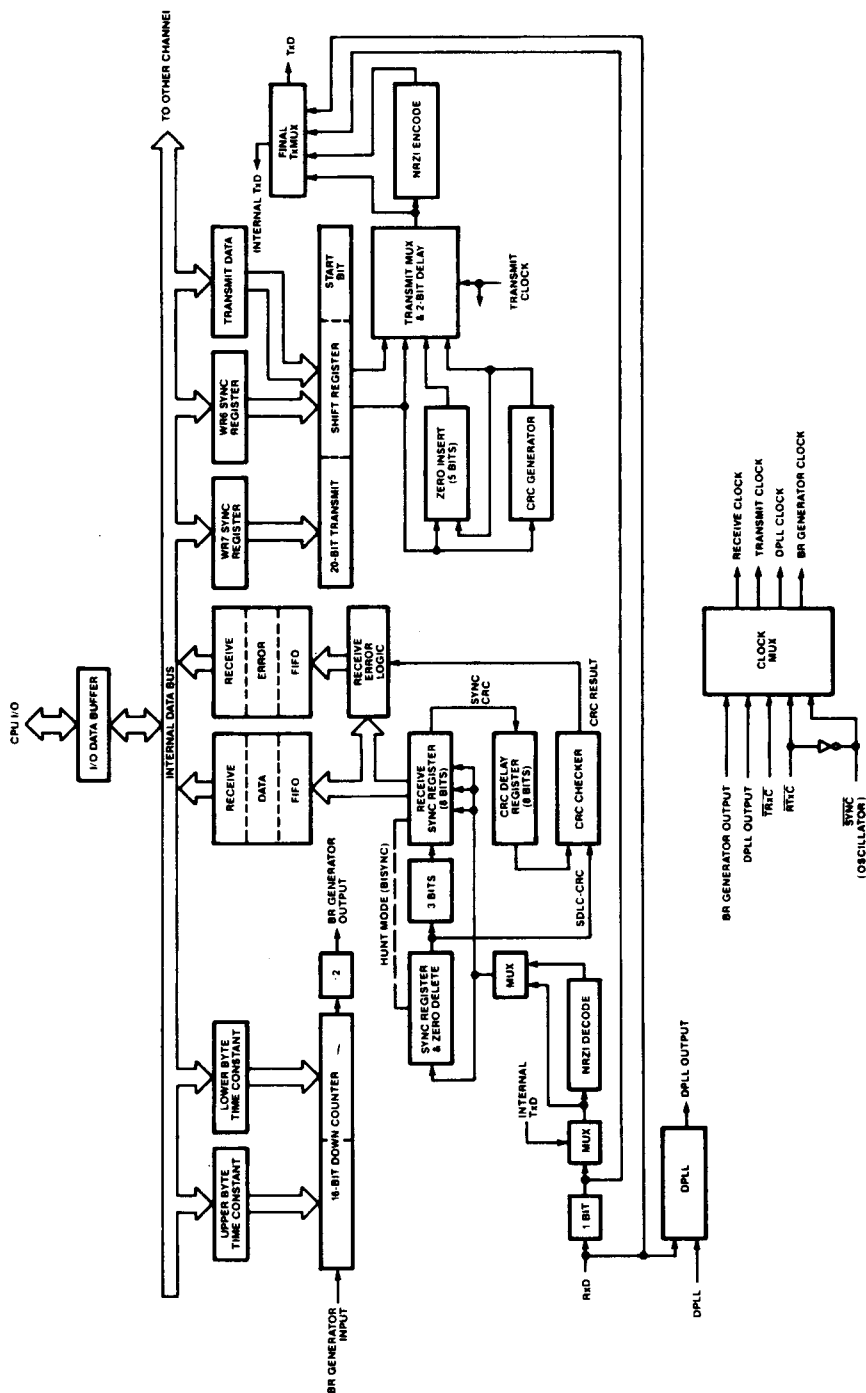 CPU I/O
I/O DATA BUFFER
INTERNAL DATA BUS
TO OTHER CHANNEL
UPPER BYTE
TIME CONSTANT
LOWER BYTE
TIME CONSTANT
BR GENERATOR
INPUT
16-BIT DOWN COUNTER
÷2
BR GENERATOR
OUTPUT
RECEIVE
DATA
FIFO
RECEIVE
ERROR
FIFO
RECEIVE
ERROR
LOGIC
WR7 SYNC
REGISTER
WR6 SYNC
REGISTER
TRANSMIT DATA
20-BIT TRANSMIT
SHIFT REGISTER
START
BIT
INTERNAL TxD
FINAL
TxMUX
TxD
NRZI ENCODE
TRANSMIT MUX
& 2-BIT DELAY
TRANSMIT
CLOCK
ZERO INSERT
(5 BITS)
CRC GENERATOR
HUNT MODE (BISYNC)
SYNC REGISTER
& ZERO DELETE
3 BITS
RECEIVE
SYNC REGISTER
(8 BITS)
SYNC
CRC
CRC DELAY
REGISTER
(8 BITS)
CRC CHECKER
CRC RESULT
SDLC-CRC
INTERNAL
TxD
RxD
1 BIT
MUX
NRZI DECODE
MUX
DPLL
DPLL
DPLL OUTPUT
BR GENERATOR OUTPUT
DPLL OUTPUT
TRxC
RTxC
SYNC
(OSCILLATOR)
CLOCK
MUX
RECEIVE CLOCK
TRANSMIT CLOCK
DPLL CLOCK
BR GENERATOR CLOCK